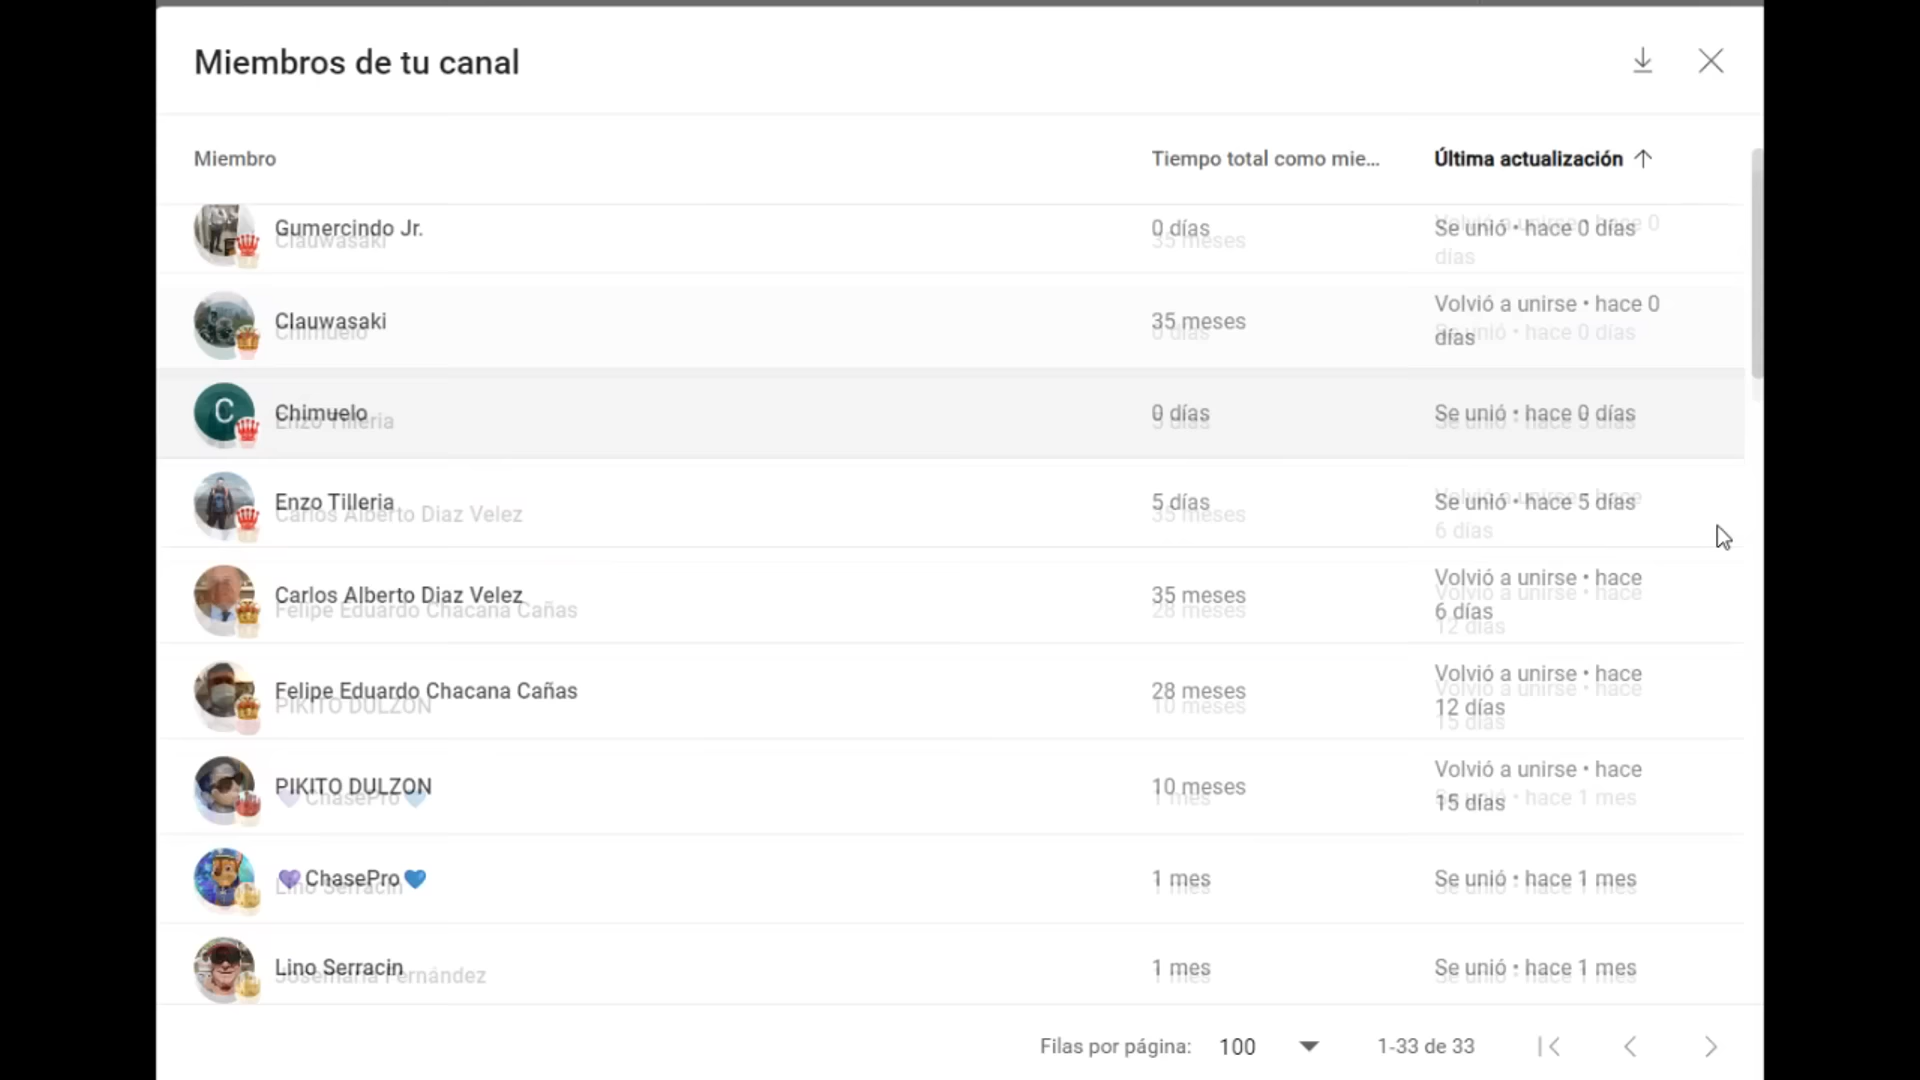 Miembros de tu canal
Miembro
Tiempo total como mie...
Última actualización
Gumercindo Jr.
0 días
Se unió • hace 0 días
Clauwasaki
35 meses
Volvió a unirse • hace 0
días
C
Chimuelo
0 días
Se unió • hace 0 días
Enzo Tilleria
5 días
Se unió • hace 5 días
Carlos Alberto Diaz Velez
35 meses
Volvió a unirse • hace
6 días
Felipe Eduardo Chacana Cañas
28 meses
Volvió a unirse • hace
12 días
PIKITO DULZON
10 meses
Volvió a unirse • hace
15 días
💜ChasePro💙
1 mes
Se unió • hace 1 mes
Lino Serracin
1 mes
Se unió • hace 1 mes
Josemaría Fernández
Filas por página:
100
1-33 de 33